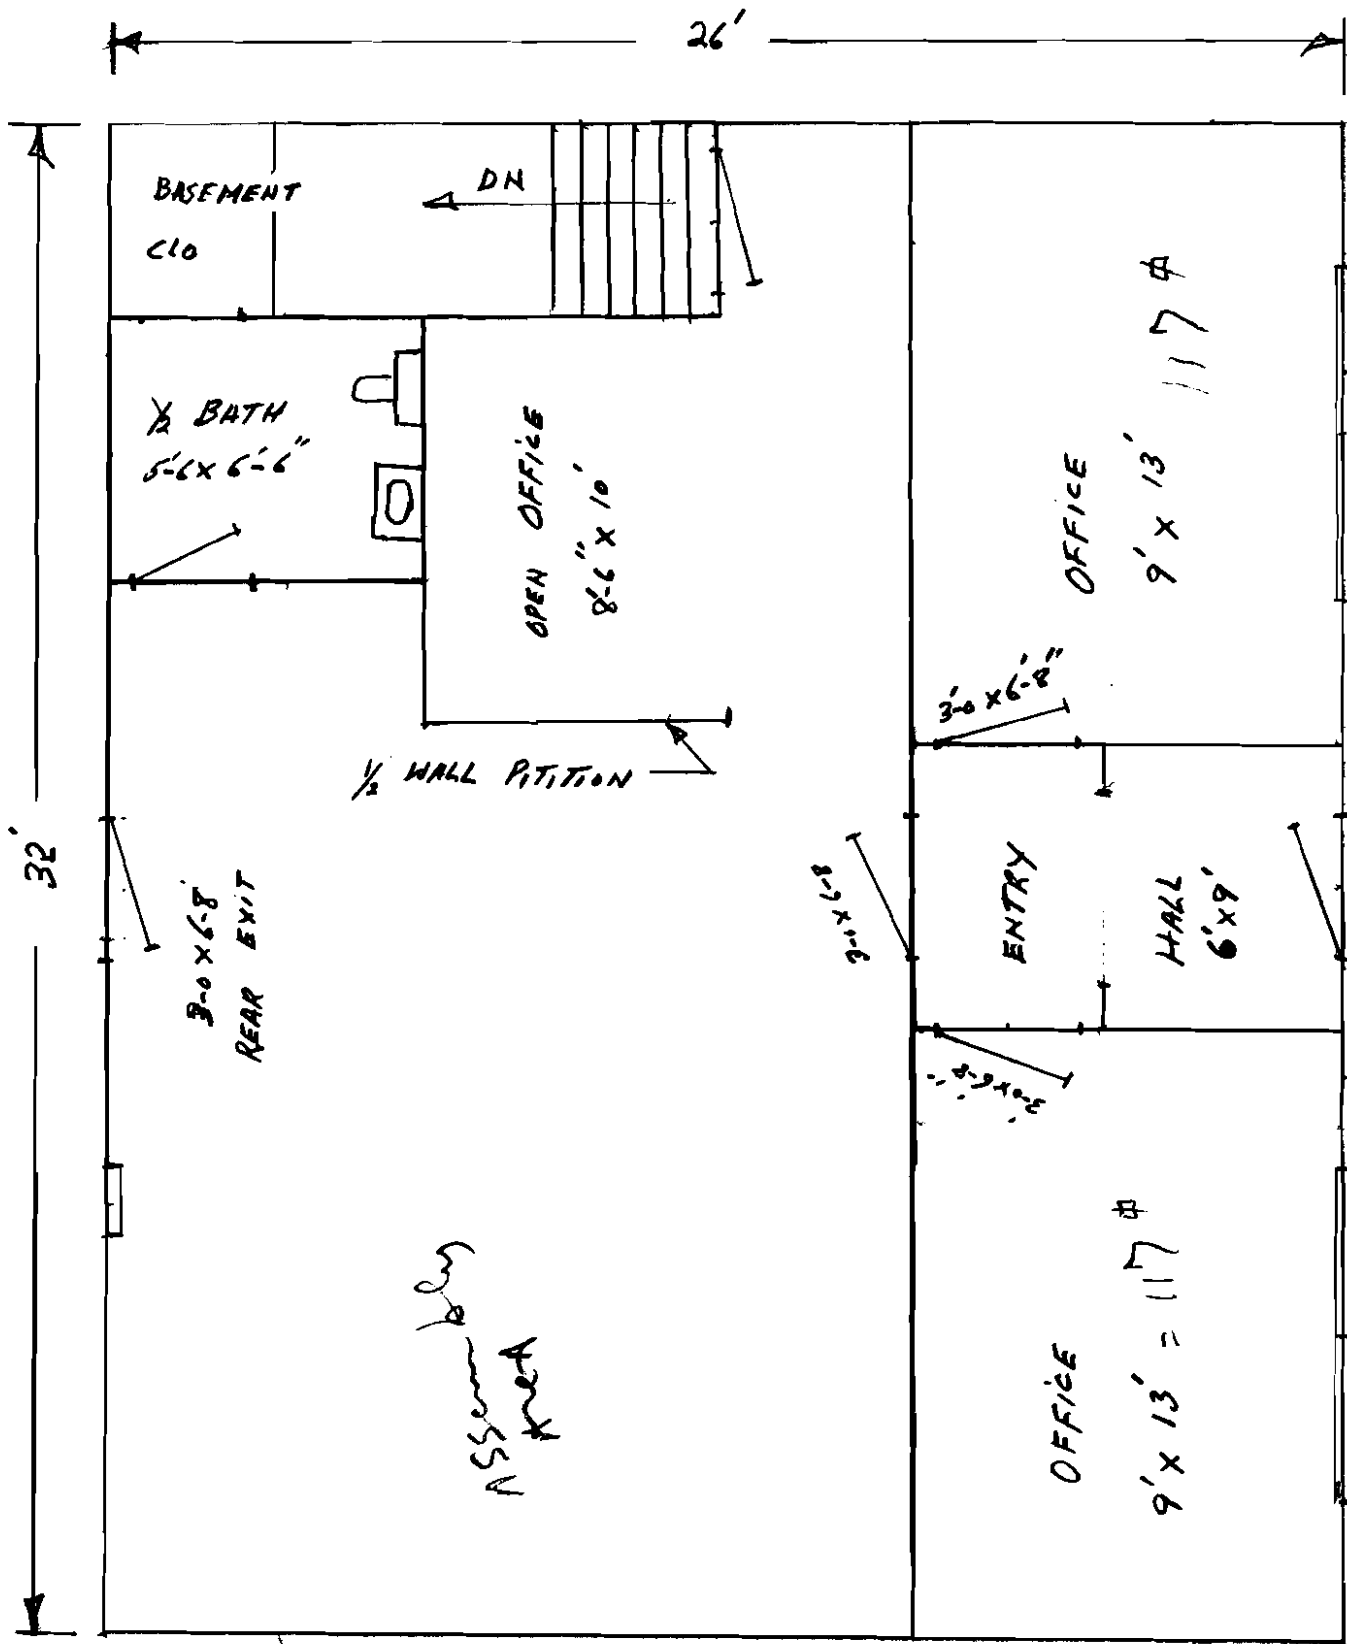 26'
32'
BASEMENT
CLO
DN
1/2 BATH
5'-6 x 6'-6"
OPEN OFFICE
8'-6" x 10'
1/2 WALL PITITION
OFFICE
9' x 13' 117 ⏍
3'-0 x 6'-8"
3-0 x 6-8
REAR EXIT
3-0 x 6-8
ENTRY
HALL
6' x 9'
3'-0 x 6'-8"
Assembly
OFFICE
9' x 13' = 117 ⏍